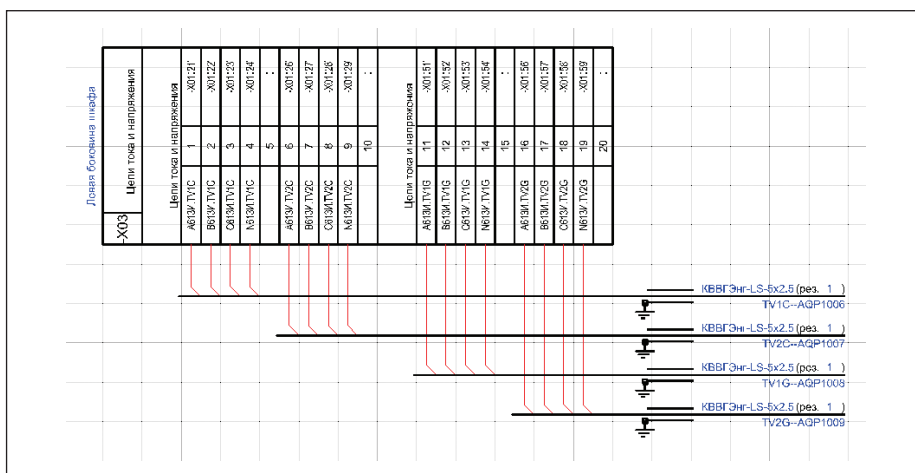 Левая боковина шкафа
-X03
Цепи тока и напряжения
Цепи тока и напряжения
A613И.TV1C 1 -X01:21'
B613И.TV1C 2 -X01:22'
C613И.TV1C 3 -X01:23'
N613И.TV1C 4 -X01:24'
5 :
A613И.TV2C 6 -X01:26'
B613И.TV2C 7 -X01:27'
C613И.TV2C 8 -X01:28'
N613И.TV2C 9 -X01:29'
10 :
Цепи тока и напряжения
A613И.TV1G 11 -X01:51'
B613И.TV1G 12 -X01:52'
C613И.TV1G 13 -X01:53'
N613И.TV1G 14 -X01:54'
15 :
A613И.TV2G 16 -X01:56'
B613И.TV2G 17 -X01:57'
C613И.TV2G 18 -X01:58'
N613И.TV2G 19 -X01:59'
20 :
КВВГЭнг-LS-5x2.5 (рез. 1 )
TV1C--AQP1006
КВВГЭнг-LS-5x2.5 (рез. 1 )
TV2C--AQP1007
КВВГЭнг-LS-5x2.5 (рез. 1 )
TV1G--AQP1008
КВВГЭнг-LS-5x2.5 (рез. 1 )
TV2G--AQP1009